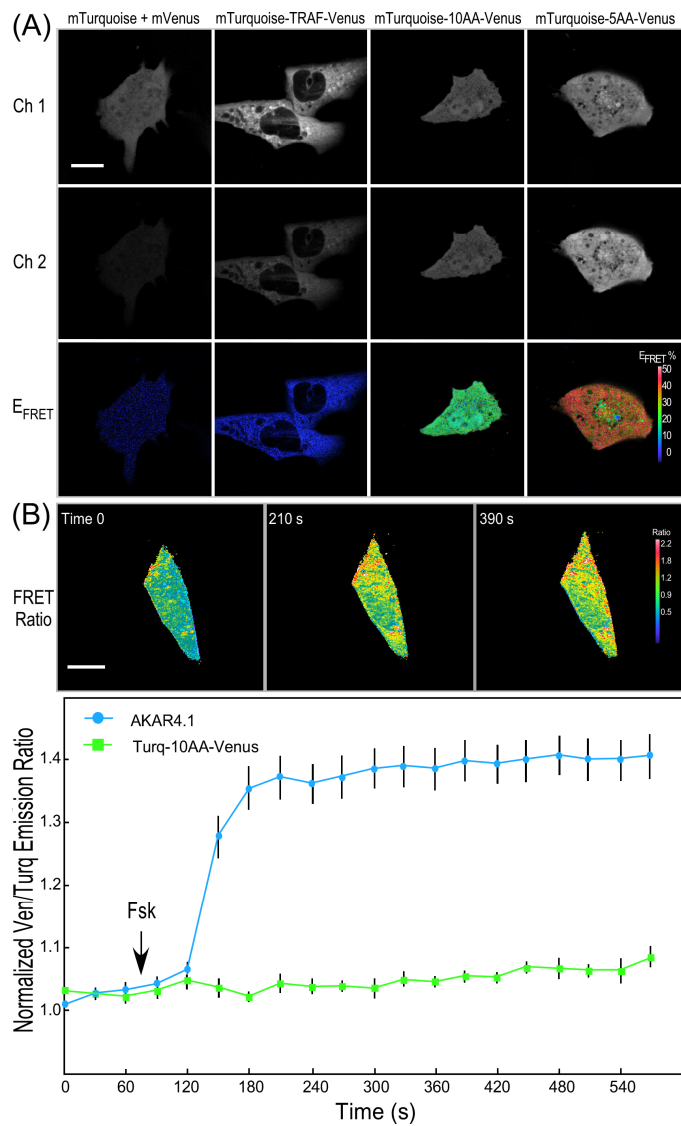 (A)
mTurquoise + mVenus
mTurquoise-TRAF-Venus
mTurquoise-10AA-Venus
mTurquoise-5AA-Venus
Ch 1
Ch 2
EFRET
EFRET%
50
40
30
20
10
0
(B)
Time 0
210 s
390 s
FRET
Ratio
Ratio
2.2
1.8
1.2
0.9
0.5
AKAR4.1
Turq-10AA-Venus
Normalized Ven/Turq Emission Ratio
1.4
1.3
1.2
1.1
1.0
Fsk
0 60 120 180 240 300 360 420 480 540
Time (s)